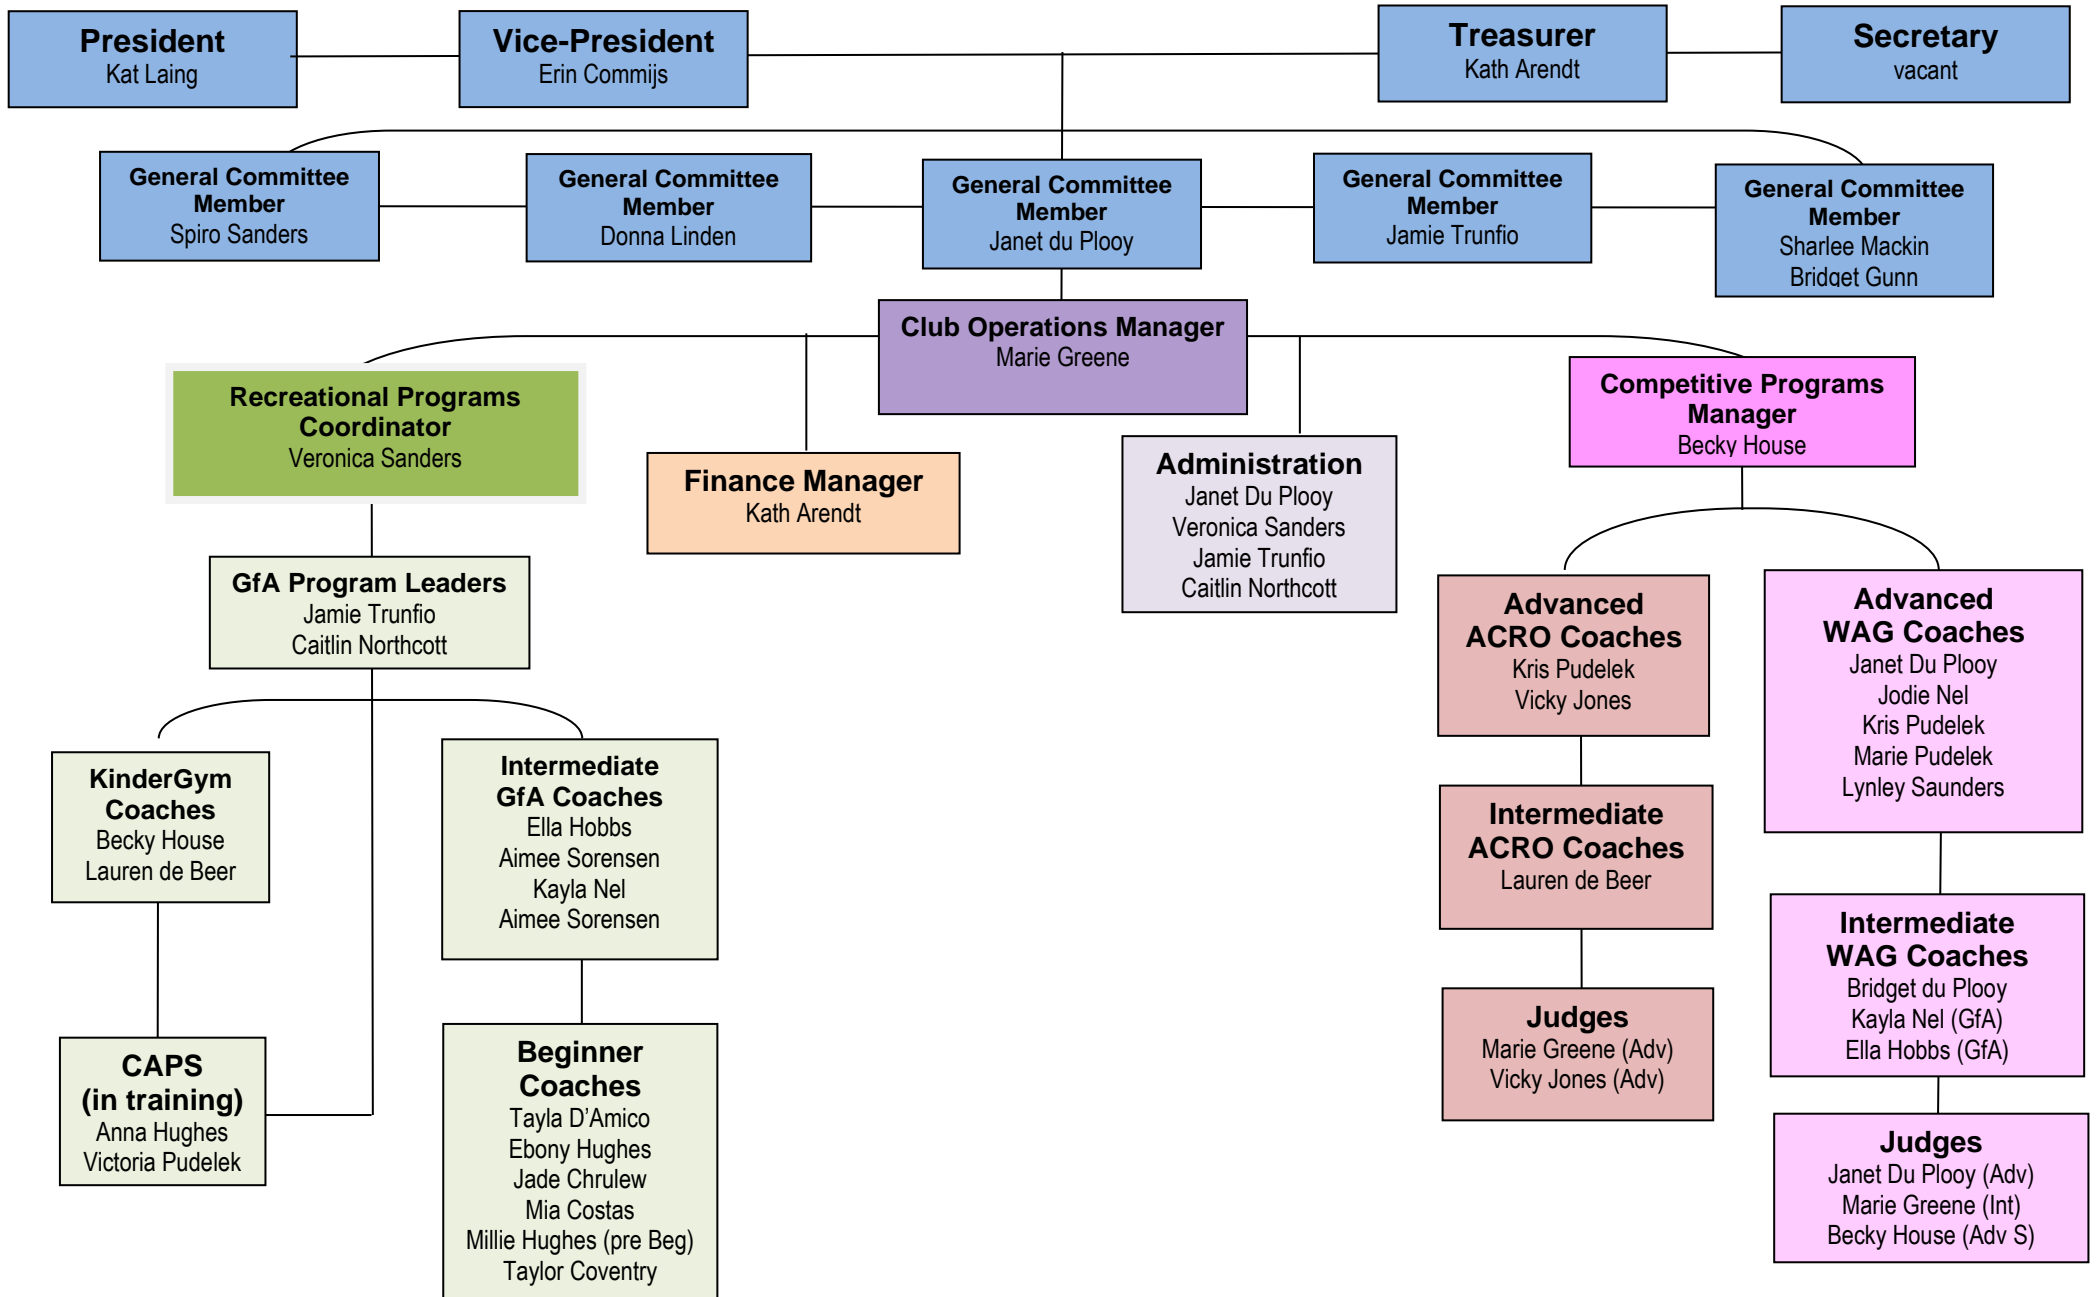 President
Kat Laing
Vice-President
Erin Commijs
Treasurer
Kath Arendt
Secretary
vacant
General Committee
Member
Spiro Sanders
General Committee
Member
Donna Linden
General Committee
Member
Janet du Plooy
General Committee
Member
Jamie Trunfio
General Committee
Member
Sharlee Mackin
Bridget Gunn
Club Operations Manager
Marie Greene
Recreational Programs
Coordinator
Veronica Sanders
Finance Manager
Kath Arendt
Administration
Janet Du Plooy
Veronica Sanders
Jamie Trunfio
Caitlin Northcott
Competitive Programs
Manager
Becky House
GfA Program Leaders
Jamie Trunfio
Caitlin Northcott
KinderGym
Coaches
Becky House
Lauren de Beer
Intermediate
GfA Coaches
Ella Hobbs
Aimee Sorensen
Kayla Nel
Aimee Sorensen
CAPS
(in training)
Anna Hughes
Victoria Pudelek
Beginner
Coaches
Tayla D’Amico
Ebony Hughes
Jade Chrulew
Mia Costas
Millie Hughes (pre Beg)
Taylor Coventry
Advanced
ACRO Coaches
Kris Pudelek
Vicky Jones
Intermediate
ACRO Coaches
Lauren de Beer
Judges
Marie Greene (Adv)
Vicky Jones (Adv)
Advanced
WAG Coaches
Janet Du Plooy
Jodie Nel
Kris Pudelek
Marie Pudelek
Lynley Saunders
Intermediate
WAG Coaches
Bridget du Plooy
Kayla Nel (GfA)
Ella Hobbs (GfA)
Judges
Janet Du Plooy (Adv)
Marie Greene (Int)
Becky House (Adv S)